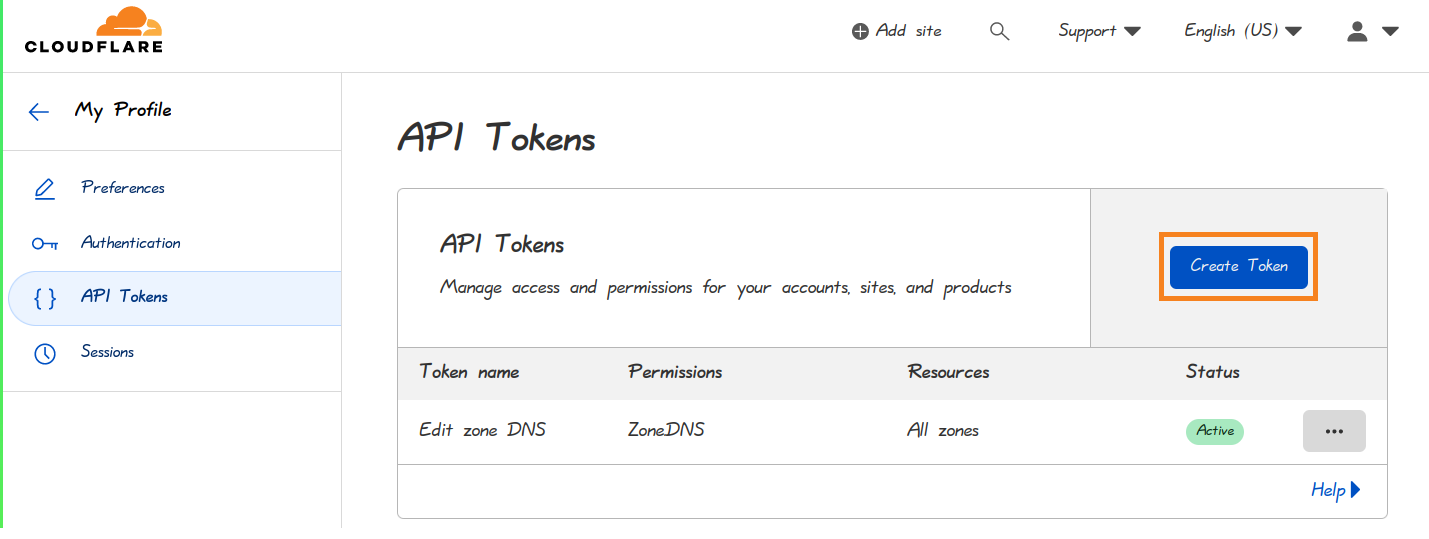 CLOUDFLARE
Add site
Support
English (US)
My Profile
Preferences
Authentication
API Tokens
Sessions
API Tokens
API Tokens
Manage access and permissions for your accounts, sites, and products
Create Token
Token name Permissions Resources Status
Edit zone DNS ZoneDNS All zones Active
Help